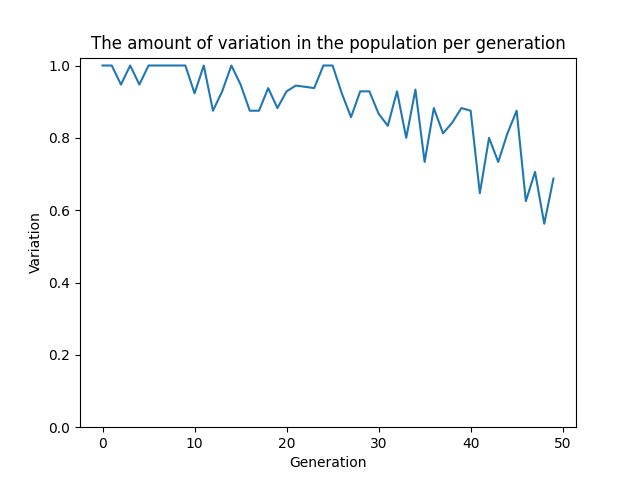 The amount of variation in the population per generation
1.0
0.8
0.6
0.4
0.2
0.0
Variation
0 10 20 30 40 50
Generation